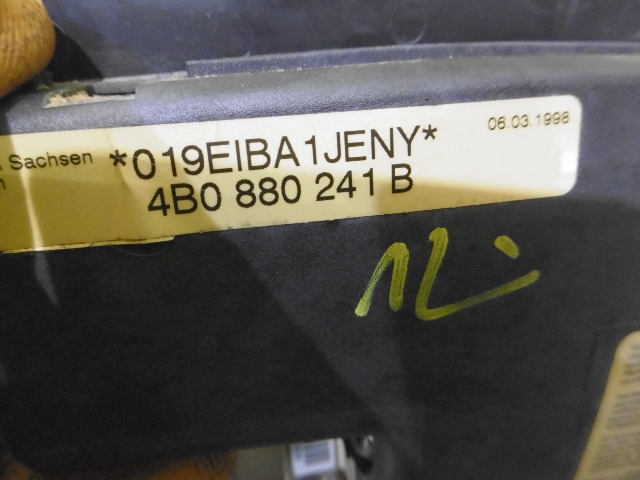 Sachsen *019EIBA1JENY* 06.03.1998
4B0 880 241 B